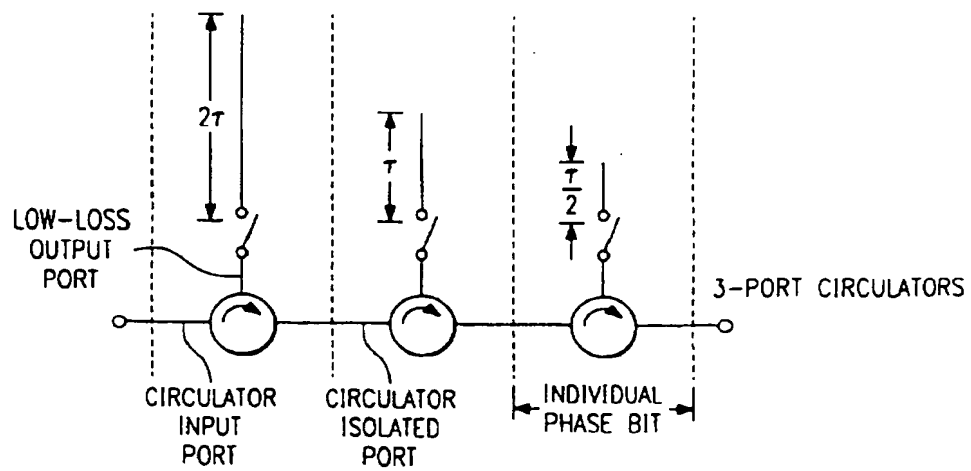 2τ
τ
τ
2
LOW-LOSS
OUTPUT
PORT
3-PORT CIRCULATORS
CIRCULATOR
INPUT
PORT
CIRCULATOR
ISOLATED
PORT
INDIVIDUAL
PHASE BIT